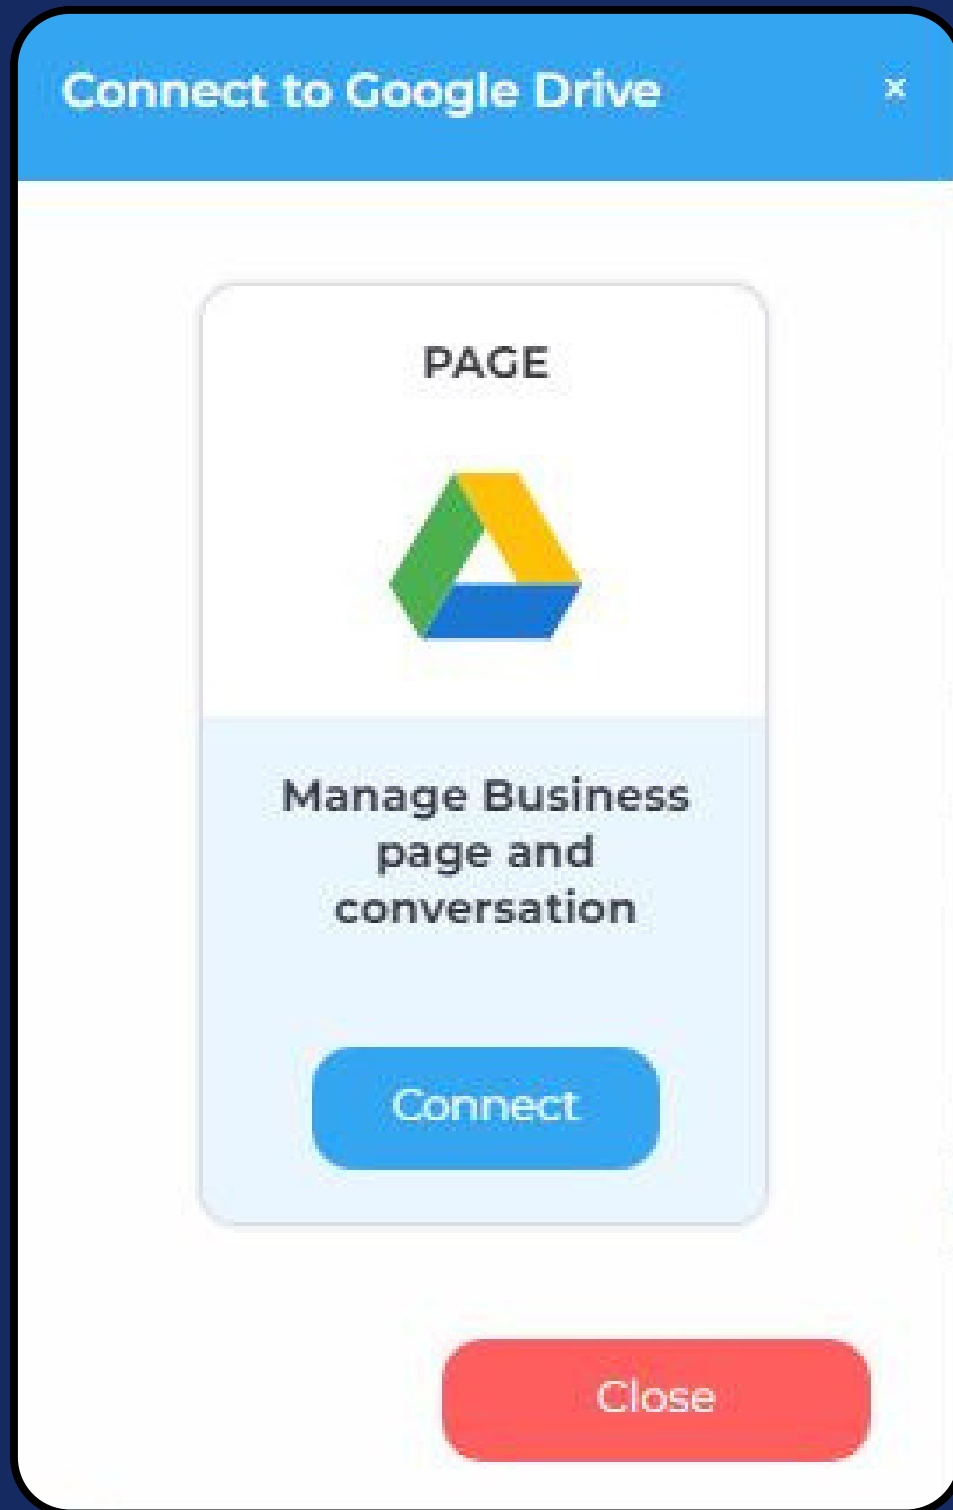 Connect to Google Drive ×
PAGE
Manage Business
page and
conversation
Connect
Close